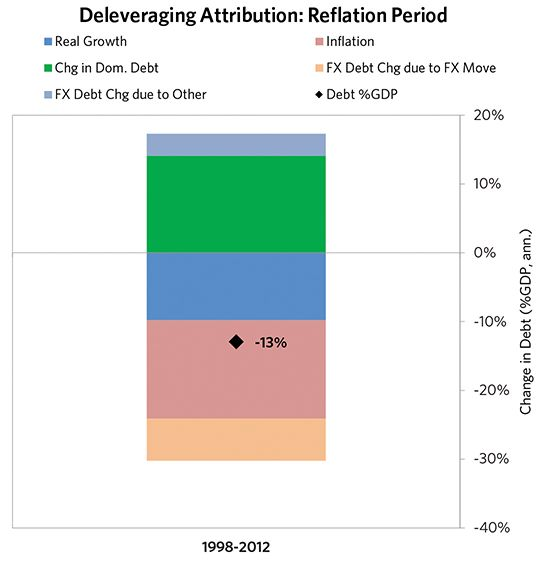 Deleveraging Attribution: Reflation Period
Real Growth
Inflation
Chg in Dom. Debt
FX Debt Chg due to FX Move
FX Debt Chg due to Other
Debt %GDP
20%
10%
0%
-10%
-20%
-30%
-40%
Change in Debt (%GDP, ann.)
-13%
1998-2012